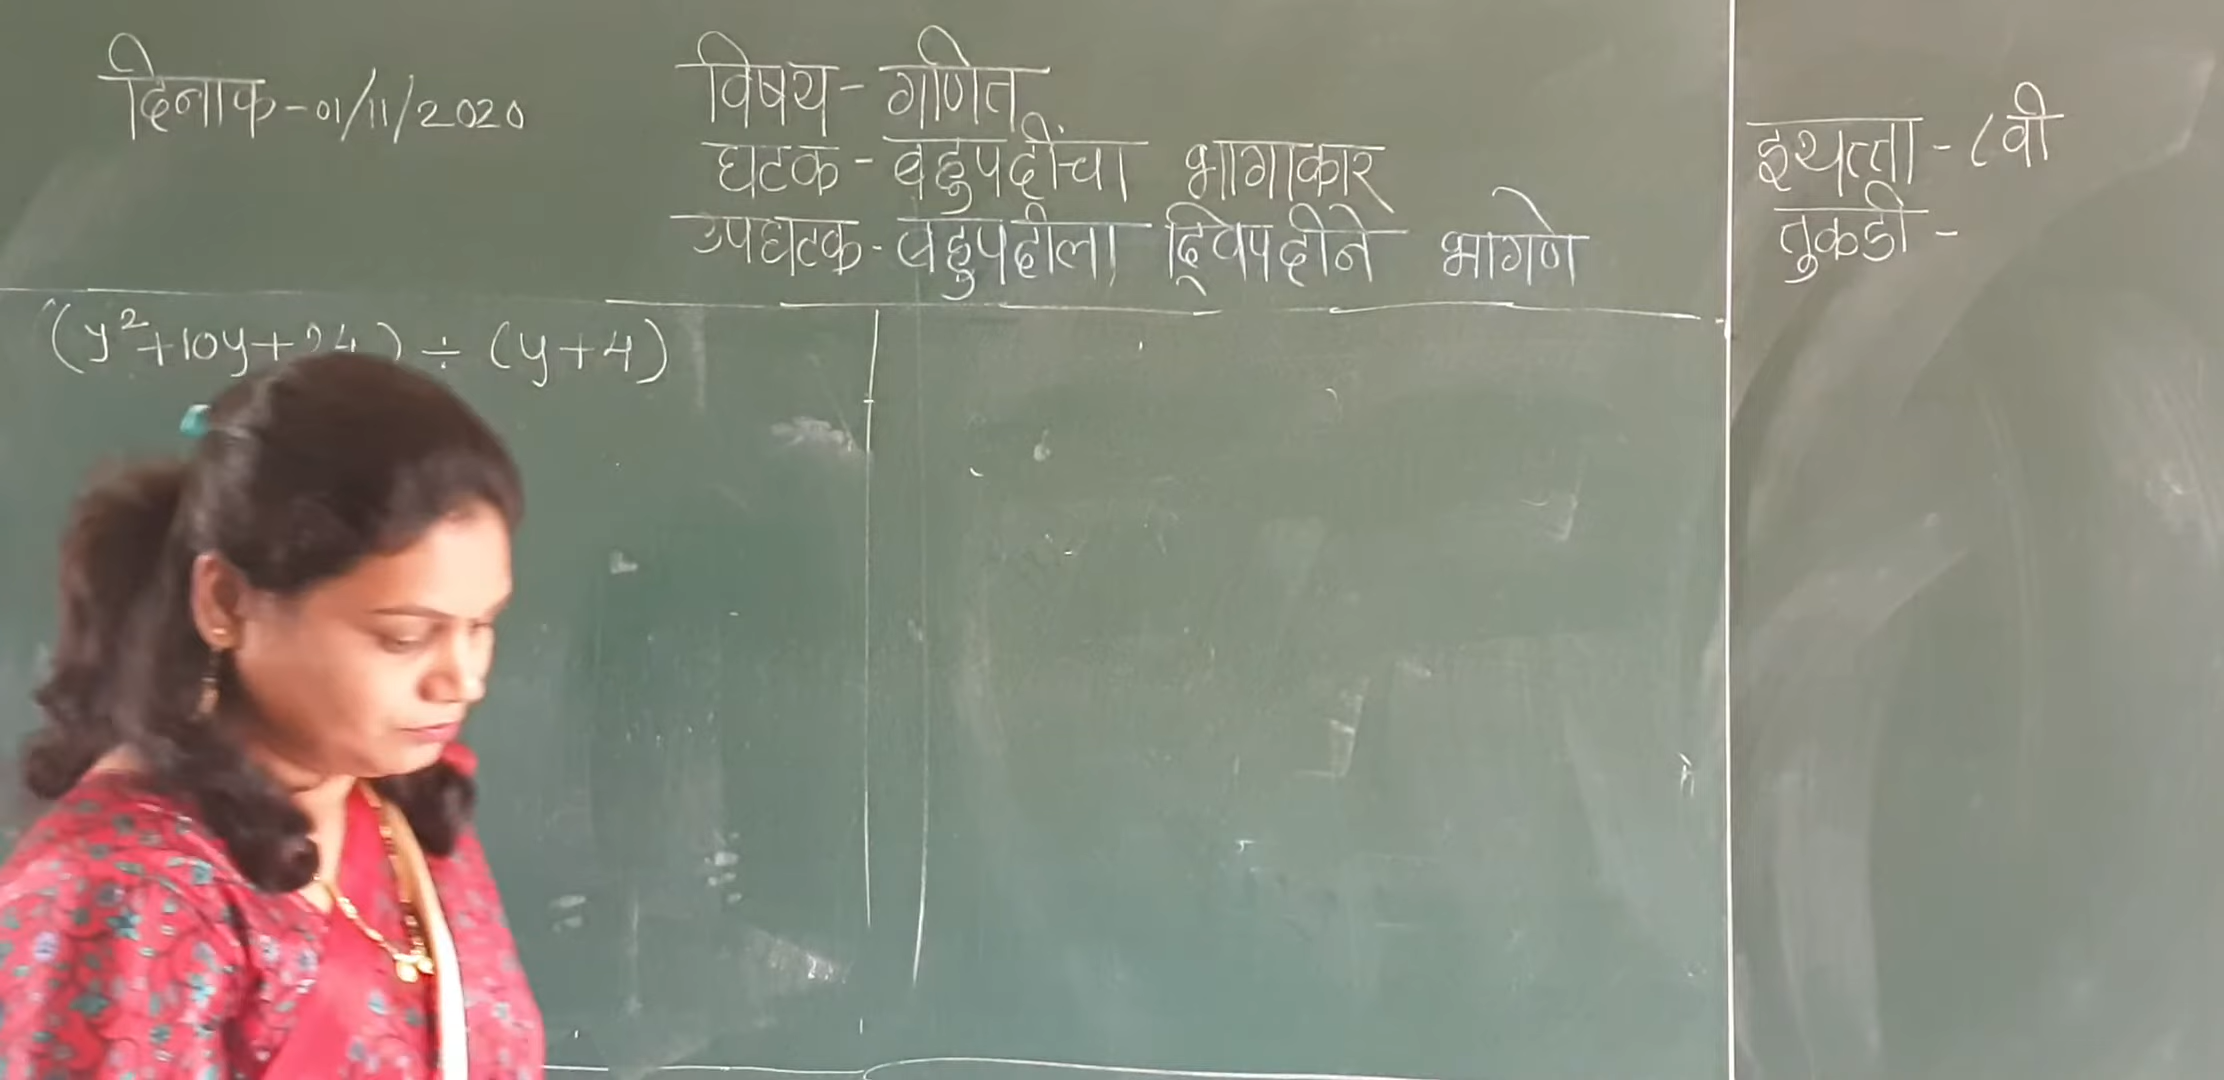 दिनाक-01/11/2020
विषय- गणित
घटक- बहुपदींचा भागाकार
उपघटक- बहुपदीला द्विपदीने भागणे
इयत्ता - ८वी
तुकडी -
(y²+10y+24) ÷ (y+4)